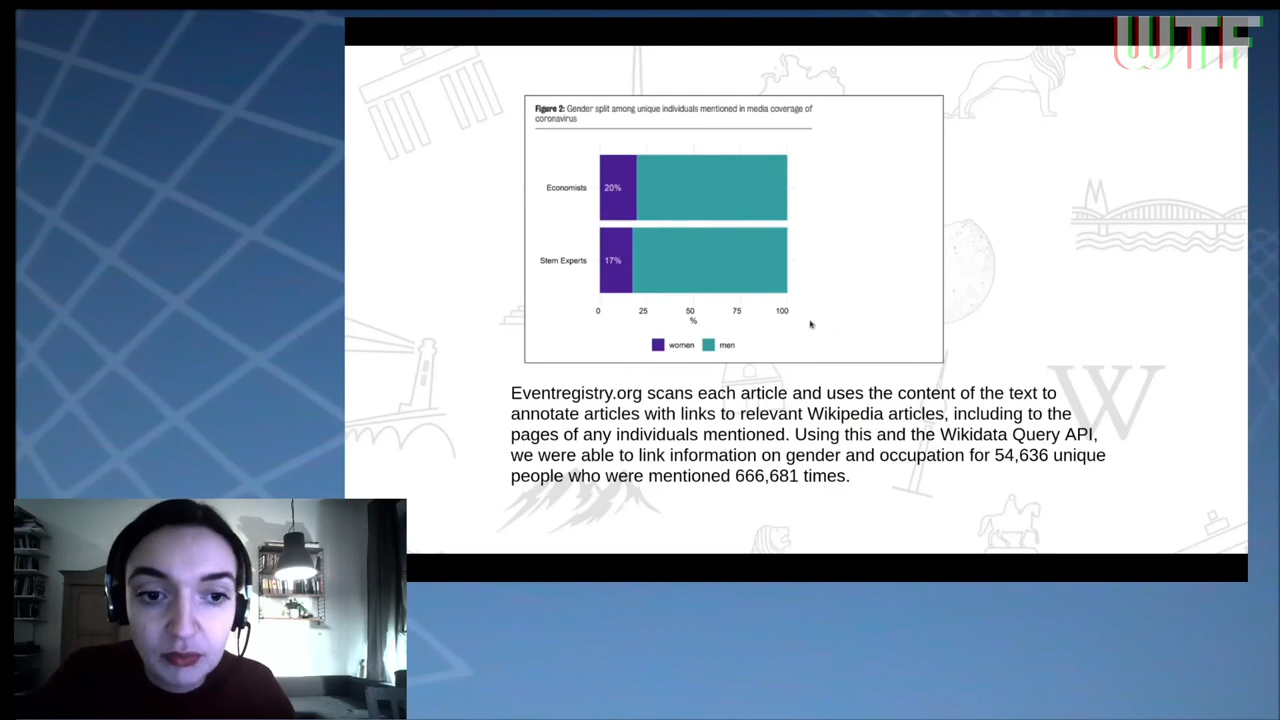 WTF
Figure 2: Gender split among unique individuals mentioned in media coverage of
coronavirus
Economists
20%
Stem Experts
17%
0 25 50 75 100
%
women men
W
Eventregistry.org scans each article and uses the content of the text to
annotate articles with links to relevant Wikipedia articles, including to the
pages of any individuals mentioned. Using this and the Wikidata Query API,
we were able to link information on gender and occupation for 54,636 unique
people who were mentioned 666,681 times.